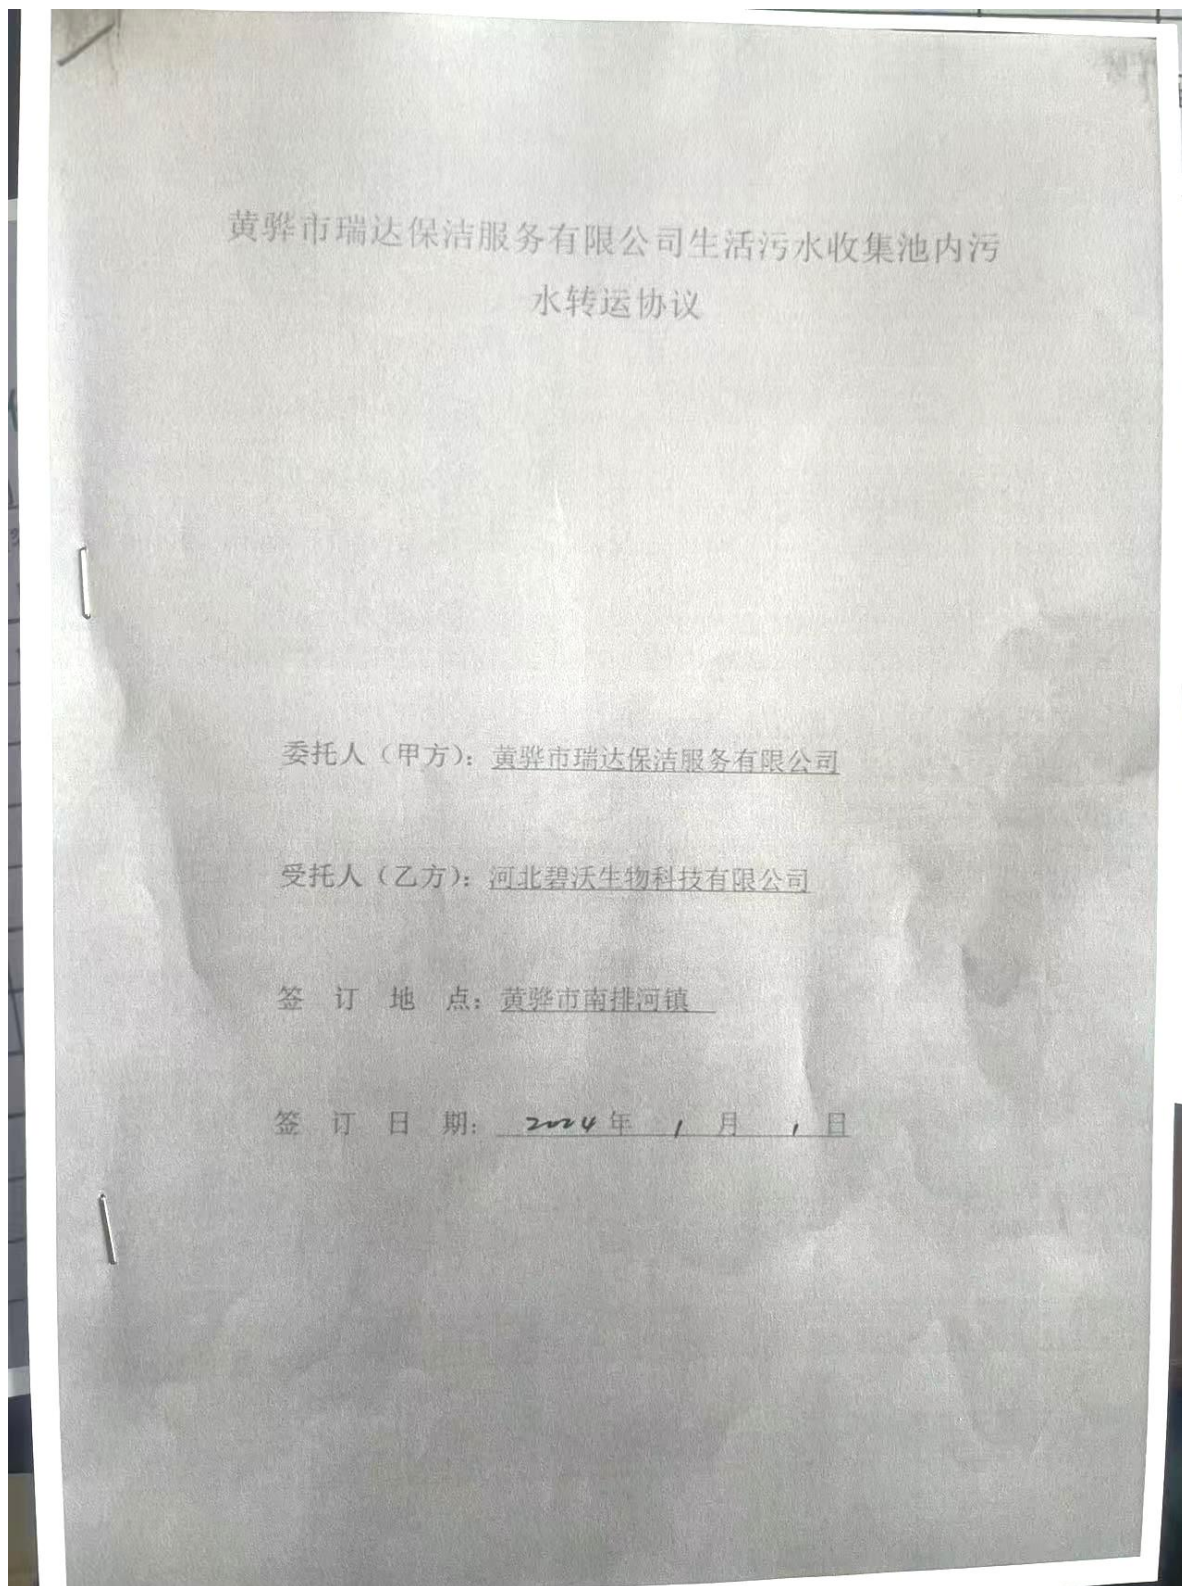 黄骅市瑞达保洁服务有限公司生活污水收集池内污
水转运协议
委托人（甲方）：黄骅市瑞达保洁服务有限公司
受托人（乙方）：河北碧沃生物科技有限公司
签 订 地 点：黄骅市南排河镇
签 订 日 期： 2024 年 1 月 1 日